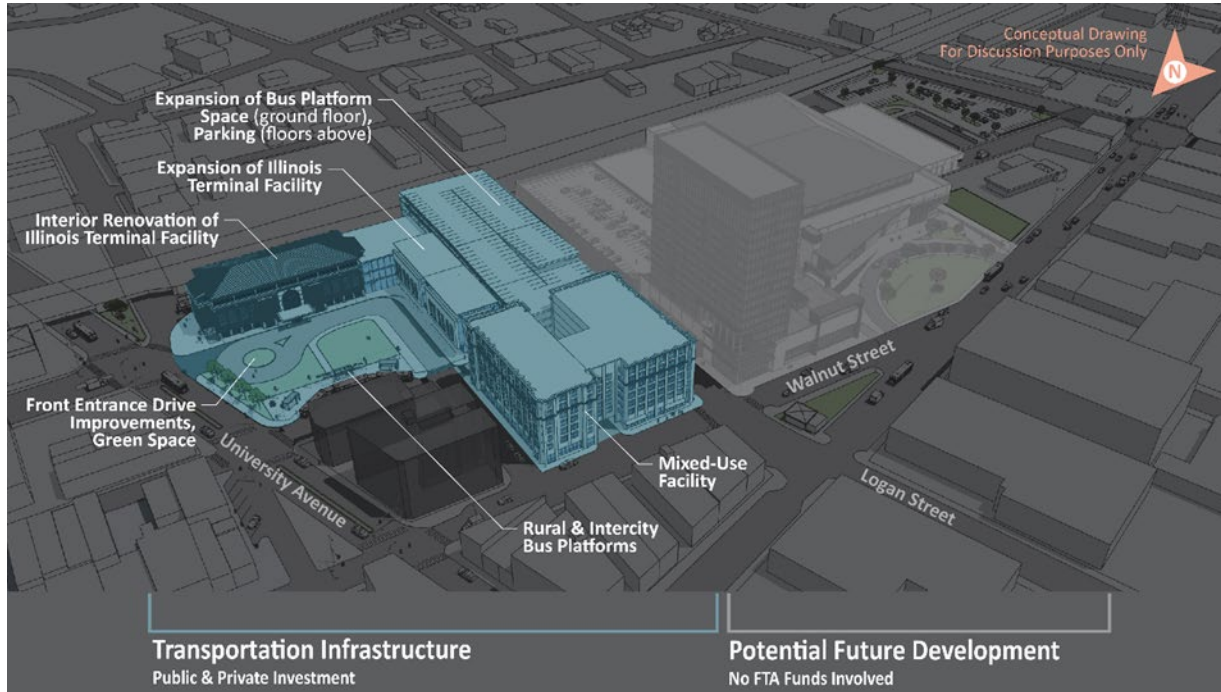 Conceptual Drawing
For Discussion Purposes Only
N
Expansion of Bus Platform
Space (ground floor),
Parking (floors above)
Expansion of Illinois
Terminal Facility
Interior Renovation of
Illinois Terminal Facility
Front Entrance Drive
Improvements,
Green Space
University Avenue
Walnut Street
Logan Street
Mixed-Use
Facility
Rural & Intercity
Bus Platforms
Transportation Infrastructure
Public & Private Investment
Potential Future Development
No FTA Funds Involved